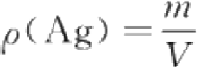 ρ(Ag) = m/V